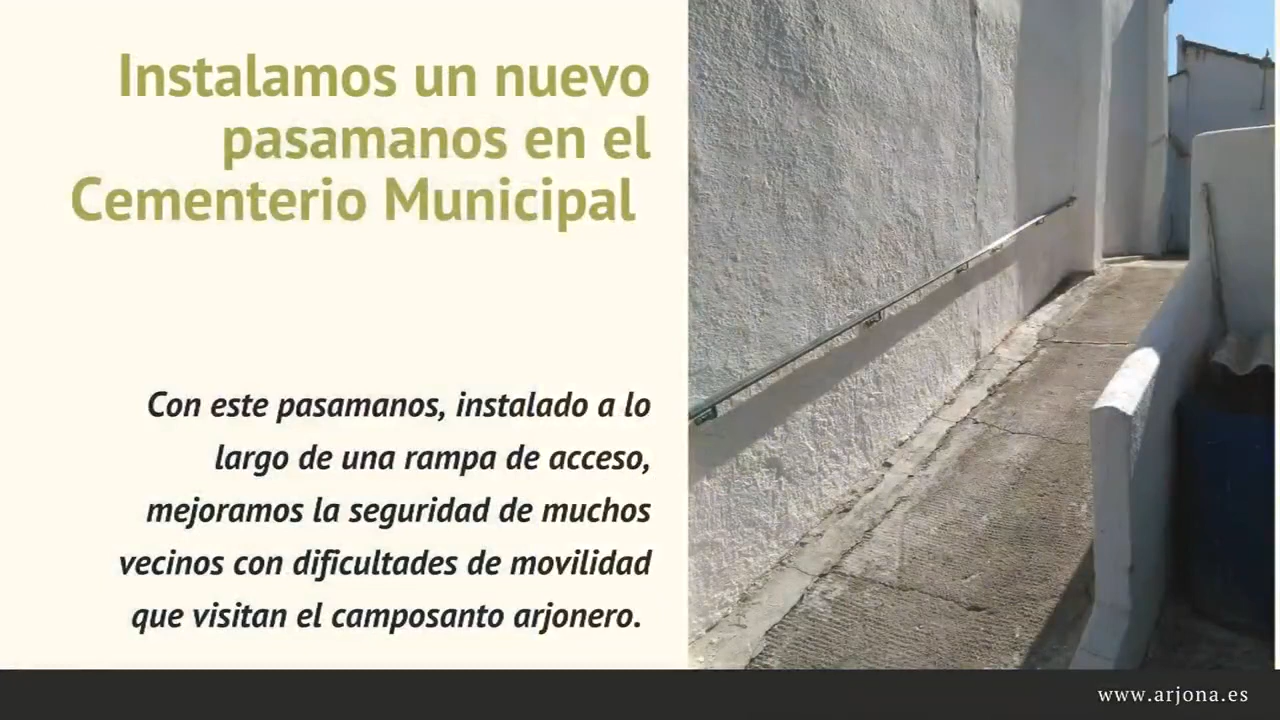 Instalamos un nuevo
pasamanos en el
Cementerio Municipal
Con este pasamanos, instalado a lo
largo de una rampa de acceso,
mejoramos la seguridad de muchos
vecinos con dificultades de movilidad
que visitan el camposanto arjonero.
www.arjona.es